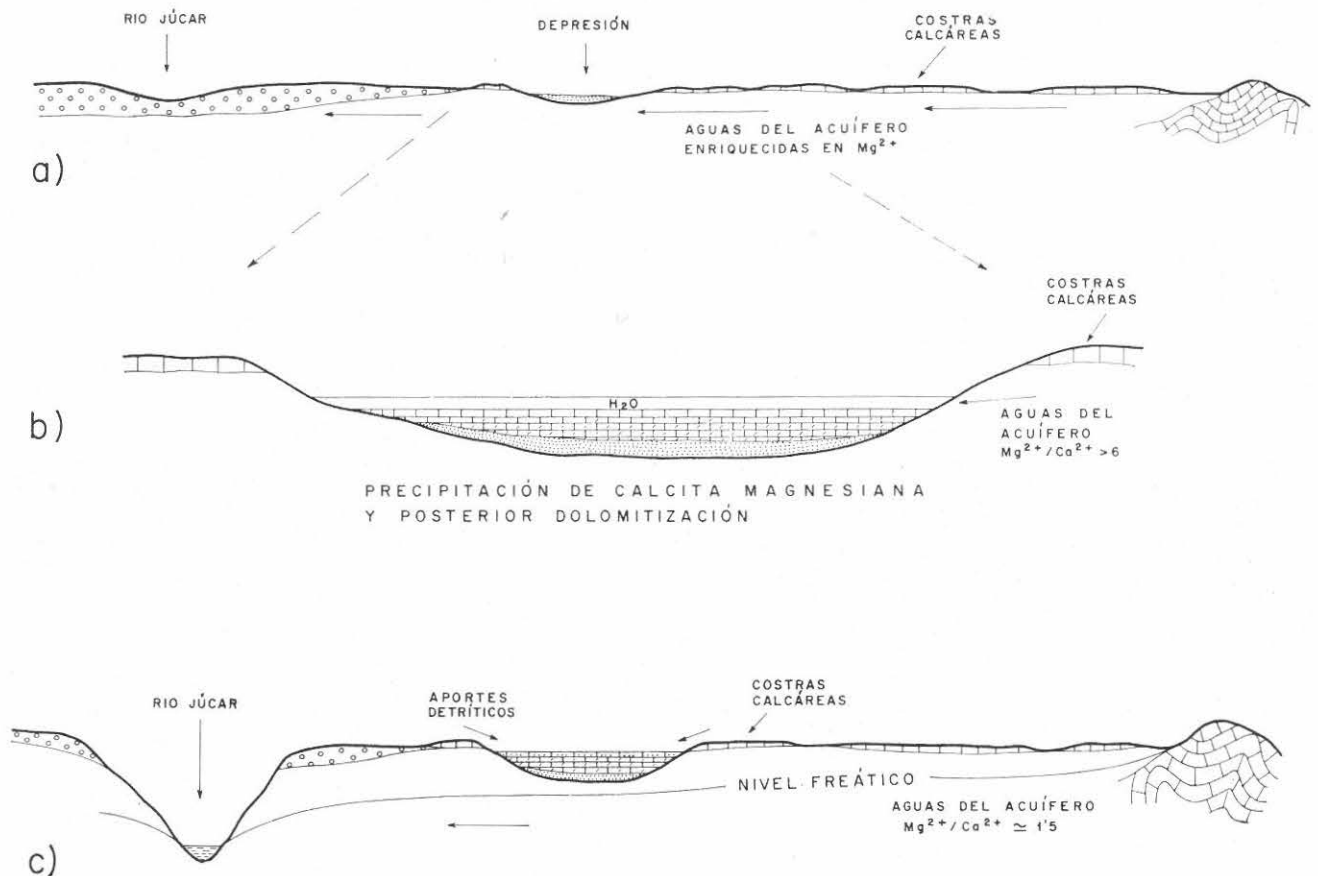 RIO JÚCAR
DEPRESIÓN
COSTRAS
CALCÁREAS
AGUAS DEL ACUÍFERO
ENRIQUECIDAS EN Mg²⁺
a)
COSTRAS
CALCÁREAS
H₂O
b)
AGUAS DEL
ACUÍFERO
Mg²⁺/Ca²⁺ >6
PRECIPITACIÓN DE CALCITA MAGNESIANA
Y POSTERIOR DOLOMITIZACIÓN
RIO JÚCAR
APORTES
DETRÍTICOS
COSTRAS
CALCÁREAS
NIVEL FREÁTICO
AGUAS DEL ACUÍFERO
Mg²⁺/Ca²⁺ ≃ 1'5
c)